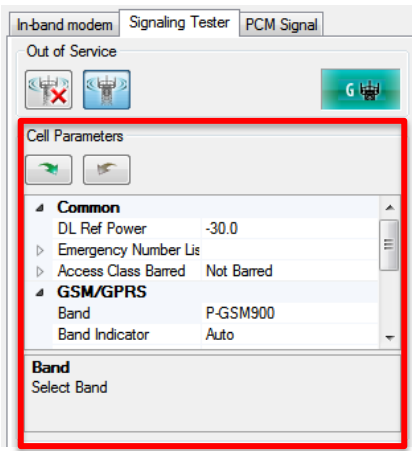 In-band modem Signaling Tester PCM Signal
Out of Service
G
Cell Parameters
Common
DL Ref Power -30.0
Emergency Number Lis
Access Class Barred Not Barred
GSM/GPRS
Band P-GSM900
Band Indicator Auto
Band
Select Band